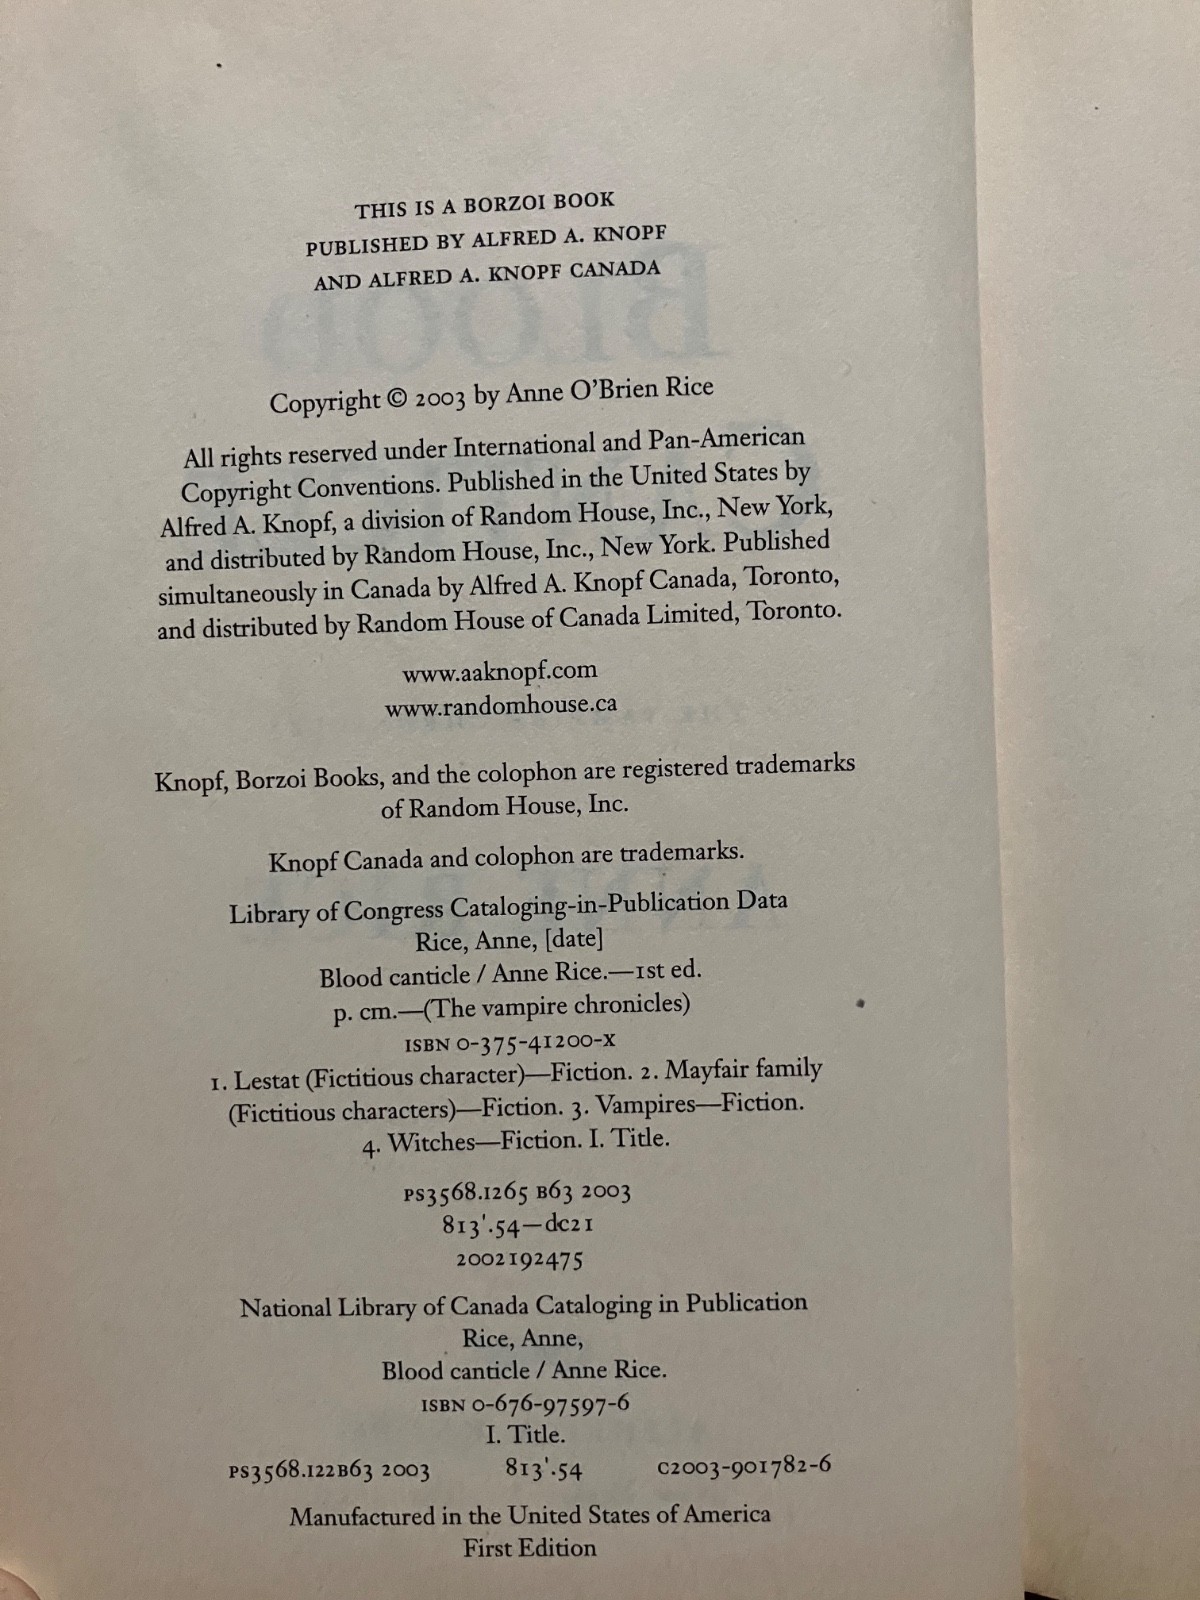 THIS IS A BORZOI BOOK
PUBLISHED BY ALFRED A. KNOPF
AND ALFRED A. KNOPF CANADA
Copyright © 2003 by Anne O'Brien Rice
All rights reserved under International and Pan-American
Copyright Conventions. Published in the United States by
Alfred A. Knopf, a division of Random House, Inc., New York,
and distributed by Random House, Inc., New York. Published
simultaneously in Canada by Alfred A. Knopf Canada, Toronto,
and distributed by Random House of Canada Limited, Toronto.
www.aaknopf.com
www.randomhouse.ca
Knopf, Borzoi Books, and the colophon are registered trademarks
of Random House, Inc.
Knopf Canada and colophon are trademarks.
Library of Congress Cataloging-in-Publication Data
Rice, Anne, [date]
Blood canticle / Anne Rice.—1st ed.
p. cm.—(The vampire chronicles)
ISBN 0-375-41200-X
1. Lestat (Fictitious character)—Fiction. 2. Mayfair family
(Fictitious characters)—Fiction. 3. Vampires—Fiction.
4. Witches—Fiction. I. Title.
PS3568.1265 B63 2003
813'.54—dc21
2002192475
National Library of Canada Cataloging in Publication
Rice, Anne,
Blood canticle / Anne Rice.
ISBN 0-676-97597-6
I. Title.
PS3568.122B63 2003 813'.54 C2003-901782-6
Manufactured in the United States of America
First Edition